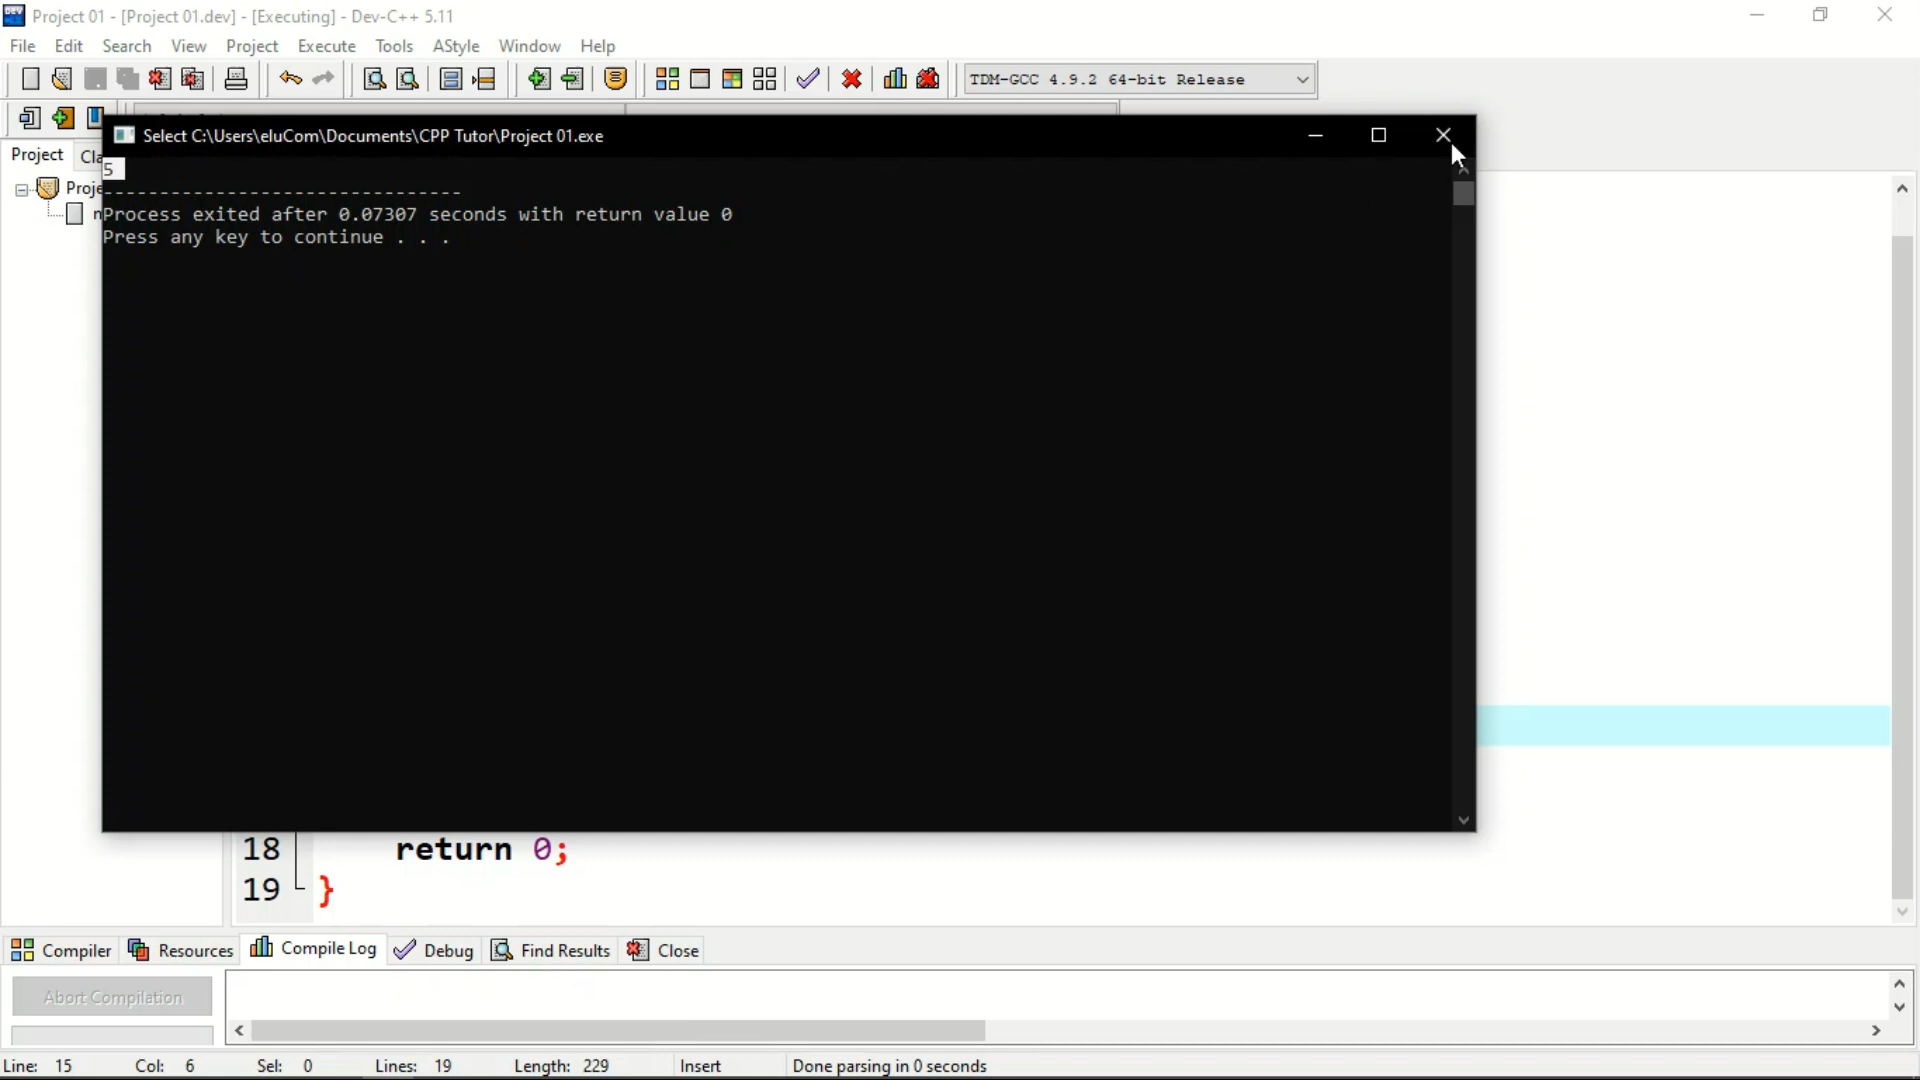 Project 01 - [Project 01.dev] - [Executing] - Dev-C++ 5.11
File Edit Search View Project Execute Tools AStyle Window Help
TDM-GCC 4.9.2 64-bit Release
Select C:\Users\eluCom\Documents\CPP Tutor\Project 01.exe
Project Cla
5
Proje
--------------------------------
Process exited after 0.07307 seconds with return value 0
Press any key to continue . . .
18 return 0;
19 }
Compiler Resources Compile Log Debug Find Results Close
Abort Compilation
Line: 15 Col: 6 Sel: 0 Lines: 19 Length: 229 Insert Done parsing in 0 seconds